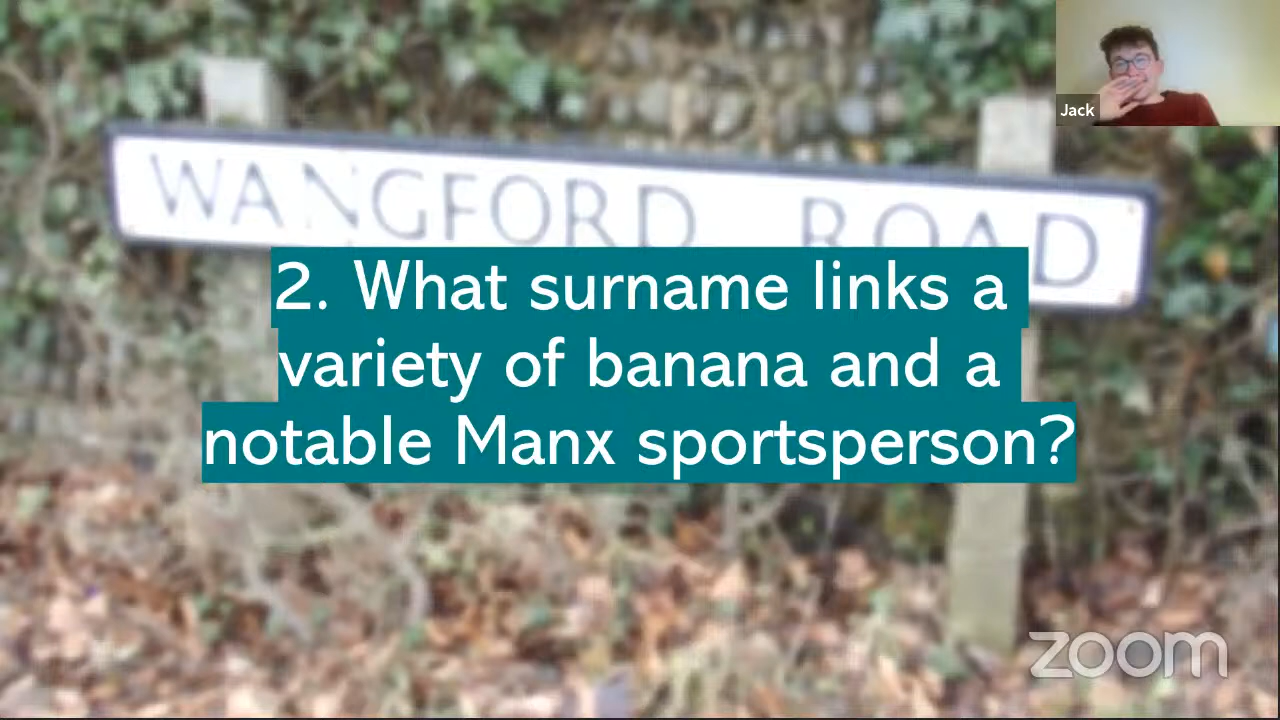 Jack
WANGFORD ROAD
2. What surname links a
variety of banana and a
notable Manx sportsperson?
zoom